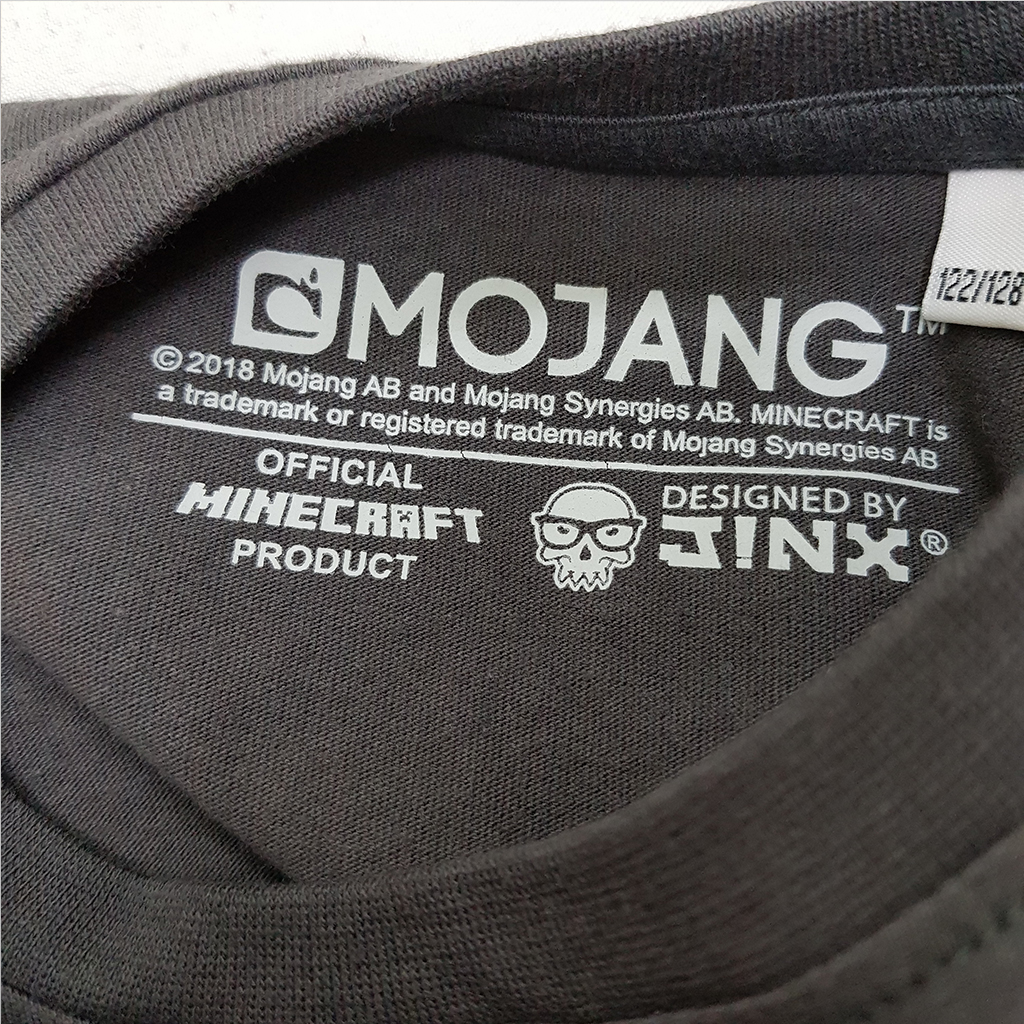 MOJANG™
122/128
© 2018 Mojang AB and Mojang Synergies AB. MINECRAFT is
a trademark or registered trademark of Mojang Synergies AB
OFFICIAL
MINECRAFT
PRODUCT
DESIGNED BY
J!NX®